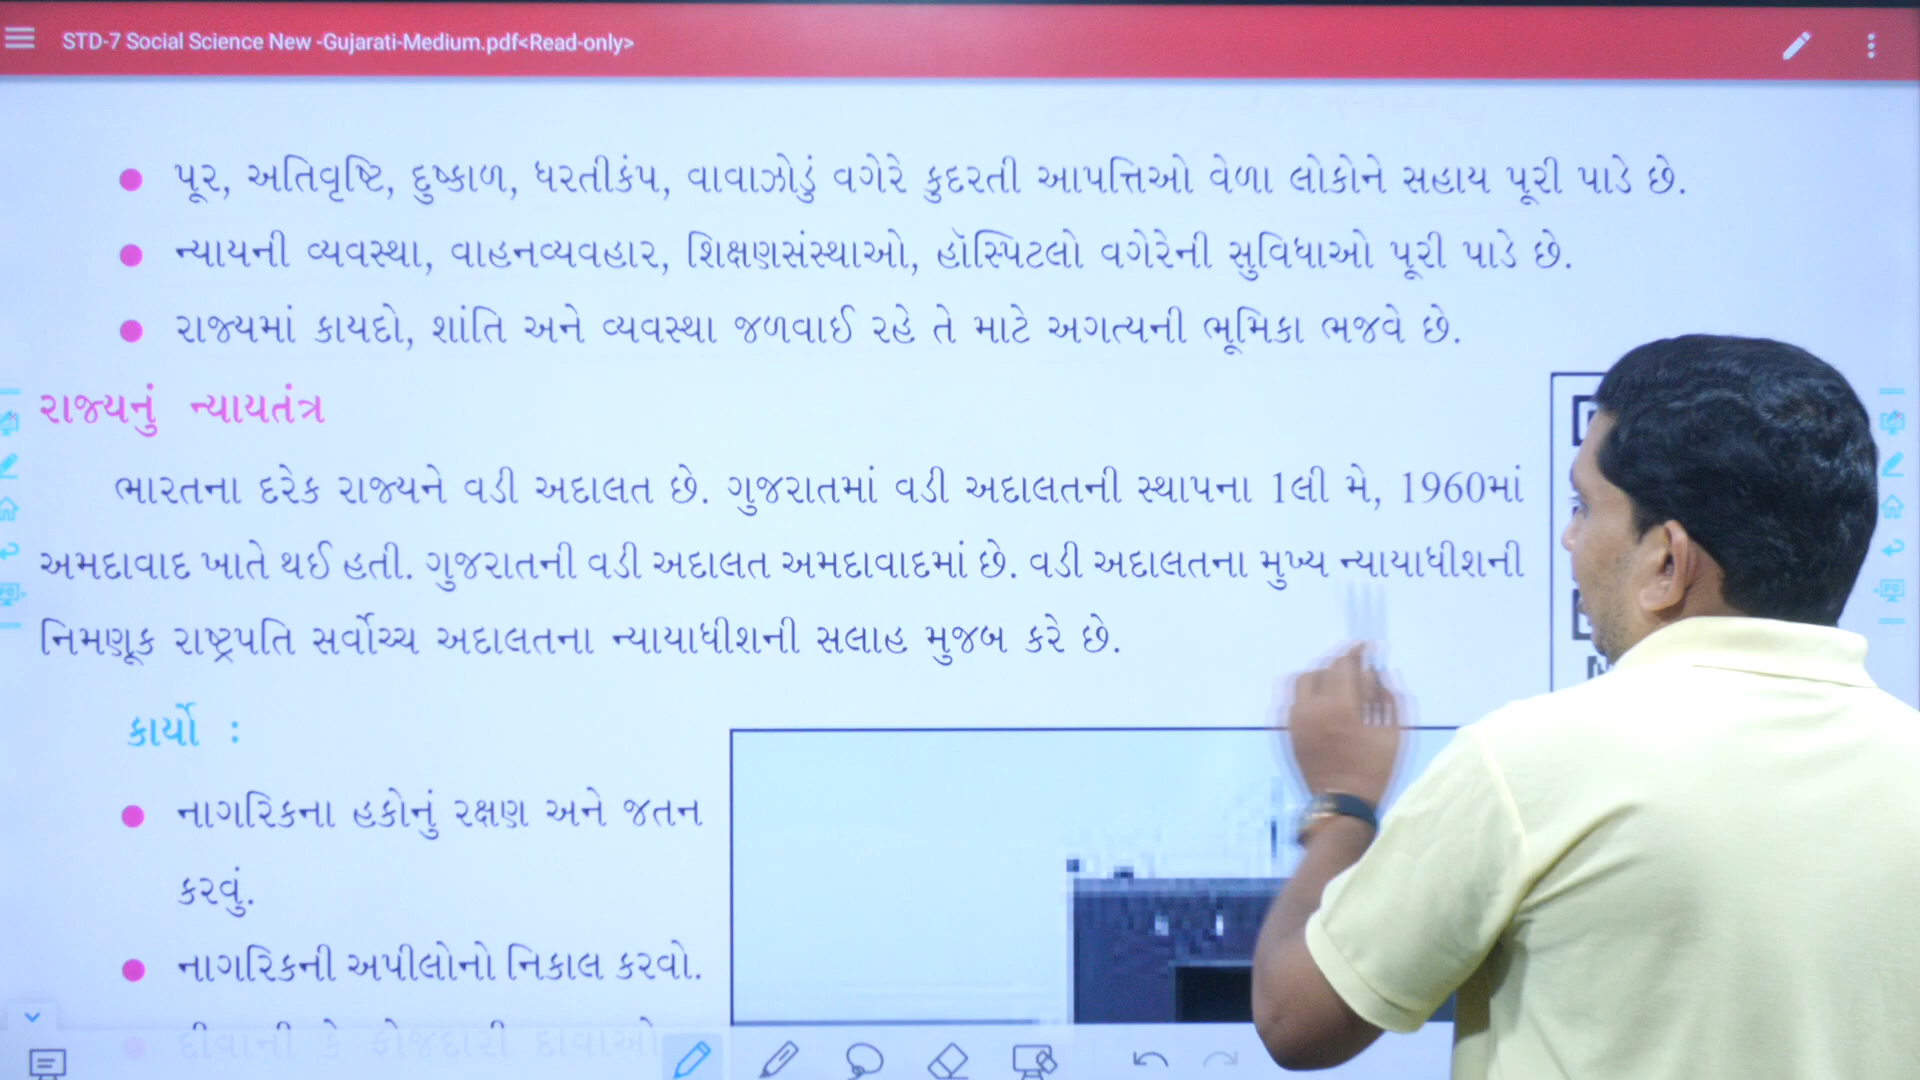 STD-7 Social Science New -Gujarati-Medium.pdf<Read-only>
● પૂર, અતિવૃષ્ટિ, દુષ્કાળ, ધરતીકંપ, વાવાઝોડું વગેરે કુદરતી આપત્તિઓ વેળા લોકોને સહાય પૂરી પાડે છે.
● ન્યાયની વ્યવસ્થા, વાહનવ્યવહાર, શિક્ષણસંસ્થાઓ, હૉસ્પિટલો વગેરેની સુવિધાઓ પૂરી પાડે છે.
● રાજ્યમાં કાયદો, શાંતિ અને વ્યવસ્થા જળવાઈ રહે તે માટે અગત્યની ભૂમિકા ભજવે છે.
રાજ્યનું ન્યાયતંત્ર
ભારતના દરેક રાજ્યને વડી અદાલત છે. ગુજરાતમાં વડી અદાલતની સ્થાપના 1લી મે, 1960માં
અમદાવાદ ખાતે થઈ હતી. ગુજરાતની વડી અદાલત અમદાવાદમાં છે. વડી અદાલતના મુખ્ય ન્યાયાધીશની
નિમણૂક રાષ્ટ્રપતિ સર્વોચ્ચ અદાલતના ન્યાયાધીશની સલાહ મુજબ કરે છે.
કાર્યો :
● નાગરિકના હકોનું રક્ષણ અને જતન
કરવું.
● નાગરિકની અપીલોનો નિકાલ કરવો.
● દીવાની કે ફોજદારી દાવાઓ